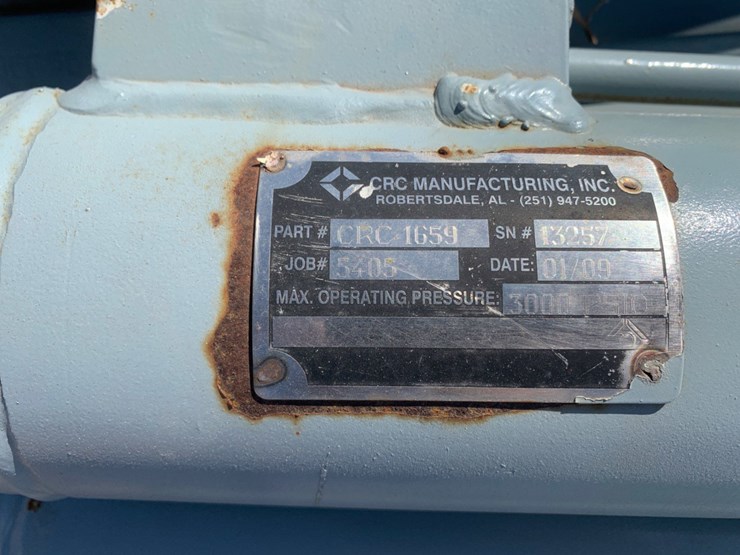 CRC MANUFACTURING, INC.
ROBERTSDALE, AL - (251) 947-5200
PART # CRC-1659 SN #
JOB# 5405 DATE: 01/09
MAX. OPERATING PRESSURE: 3000